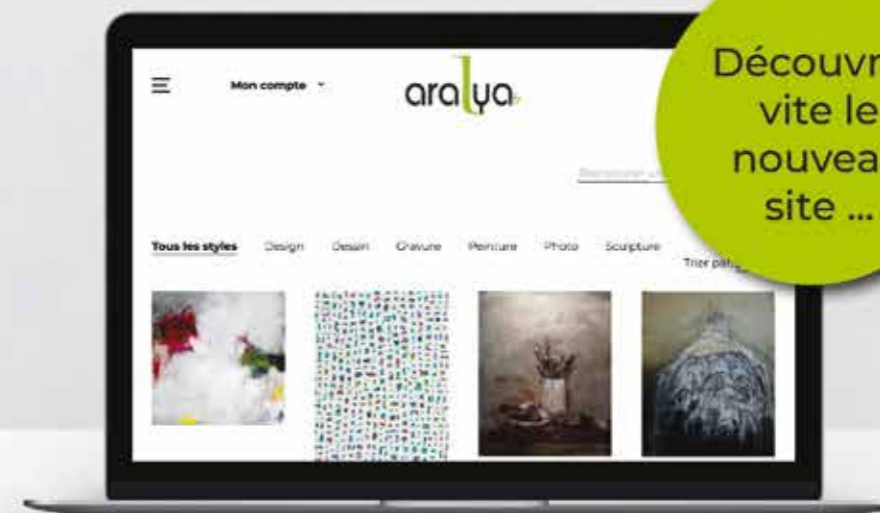 Découvr
vite le
nouvea
site ...
Mon compte
aralya
Tous les styles Design Dessin Gravure Peinture Photo Sculpture
Trier par